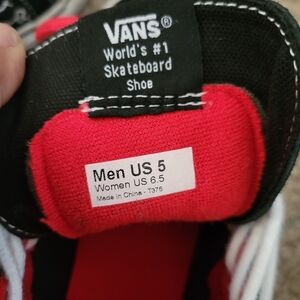 VANS®
World's #1
Skateboard
Shoe
Men US 5
Women US 6.5
Made in China - T375